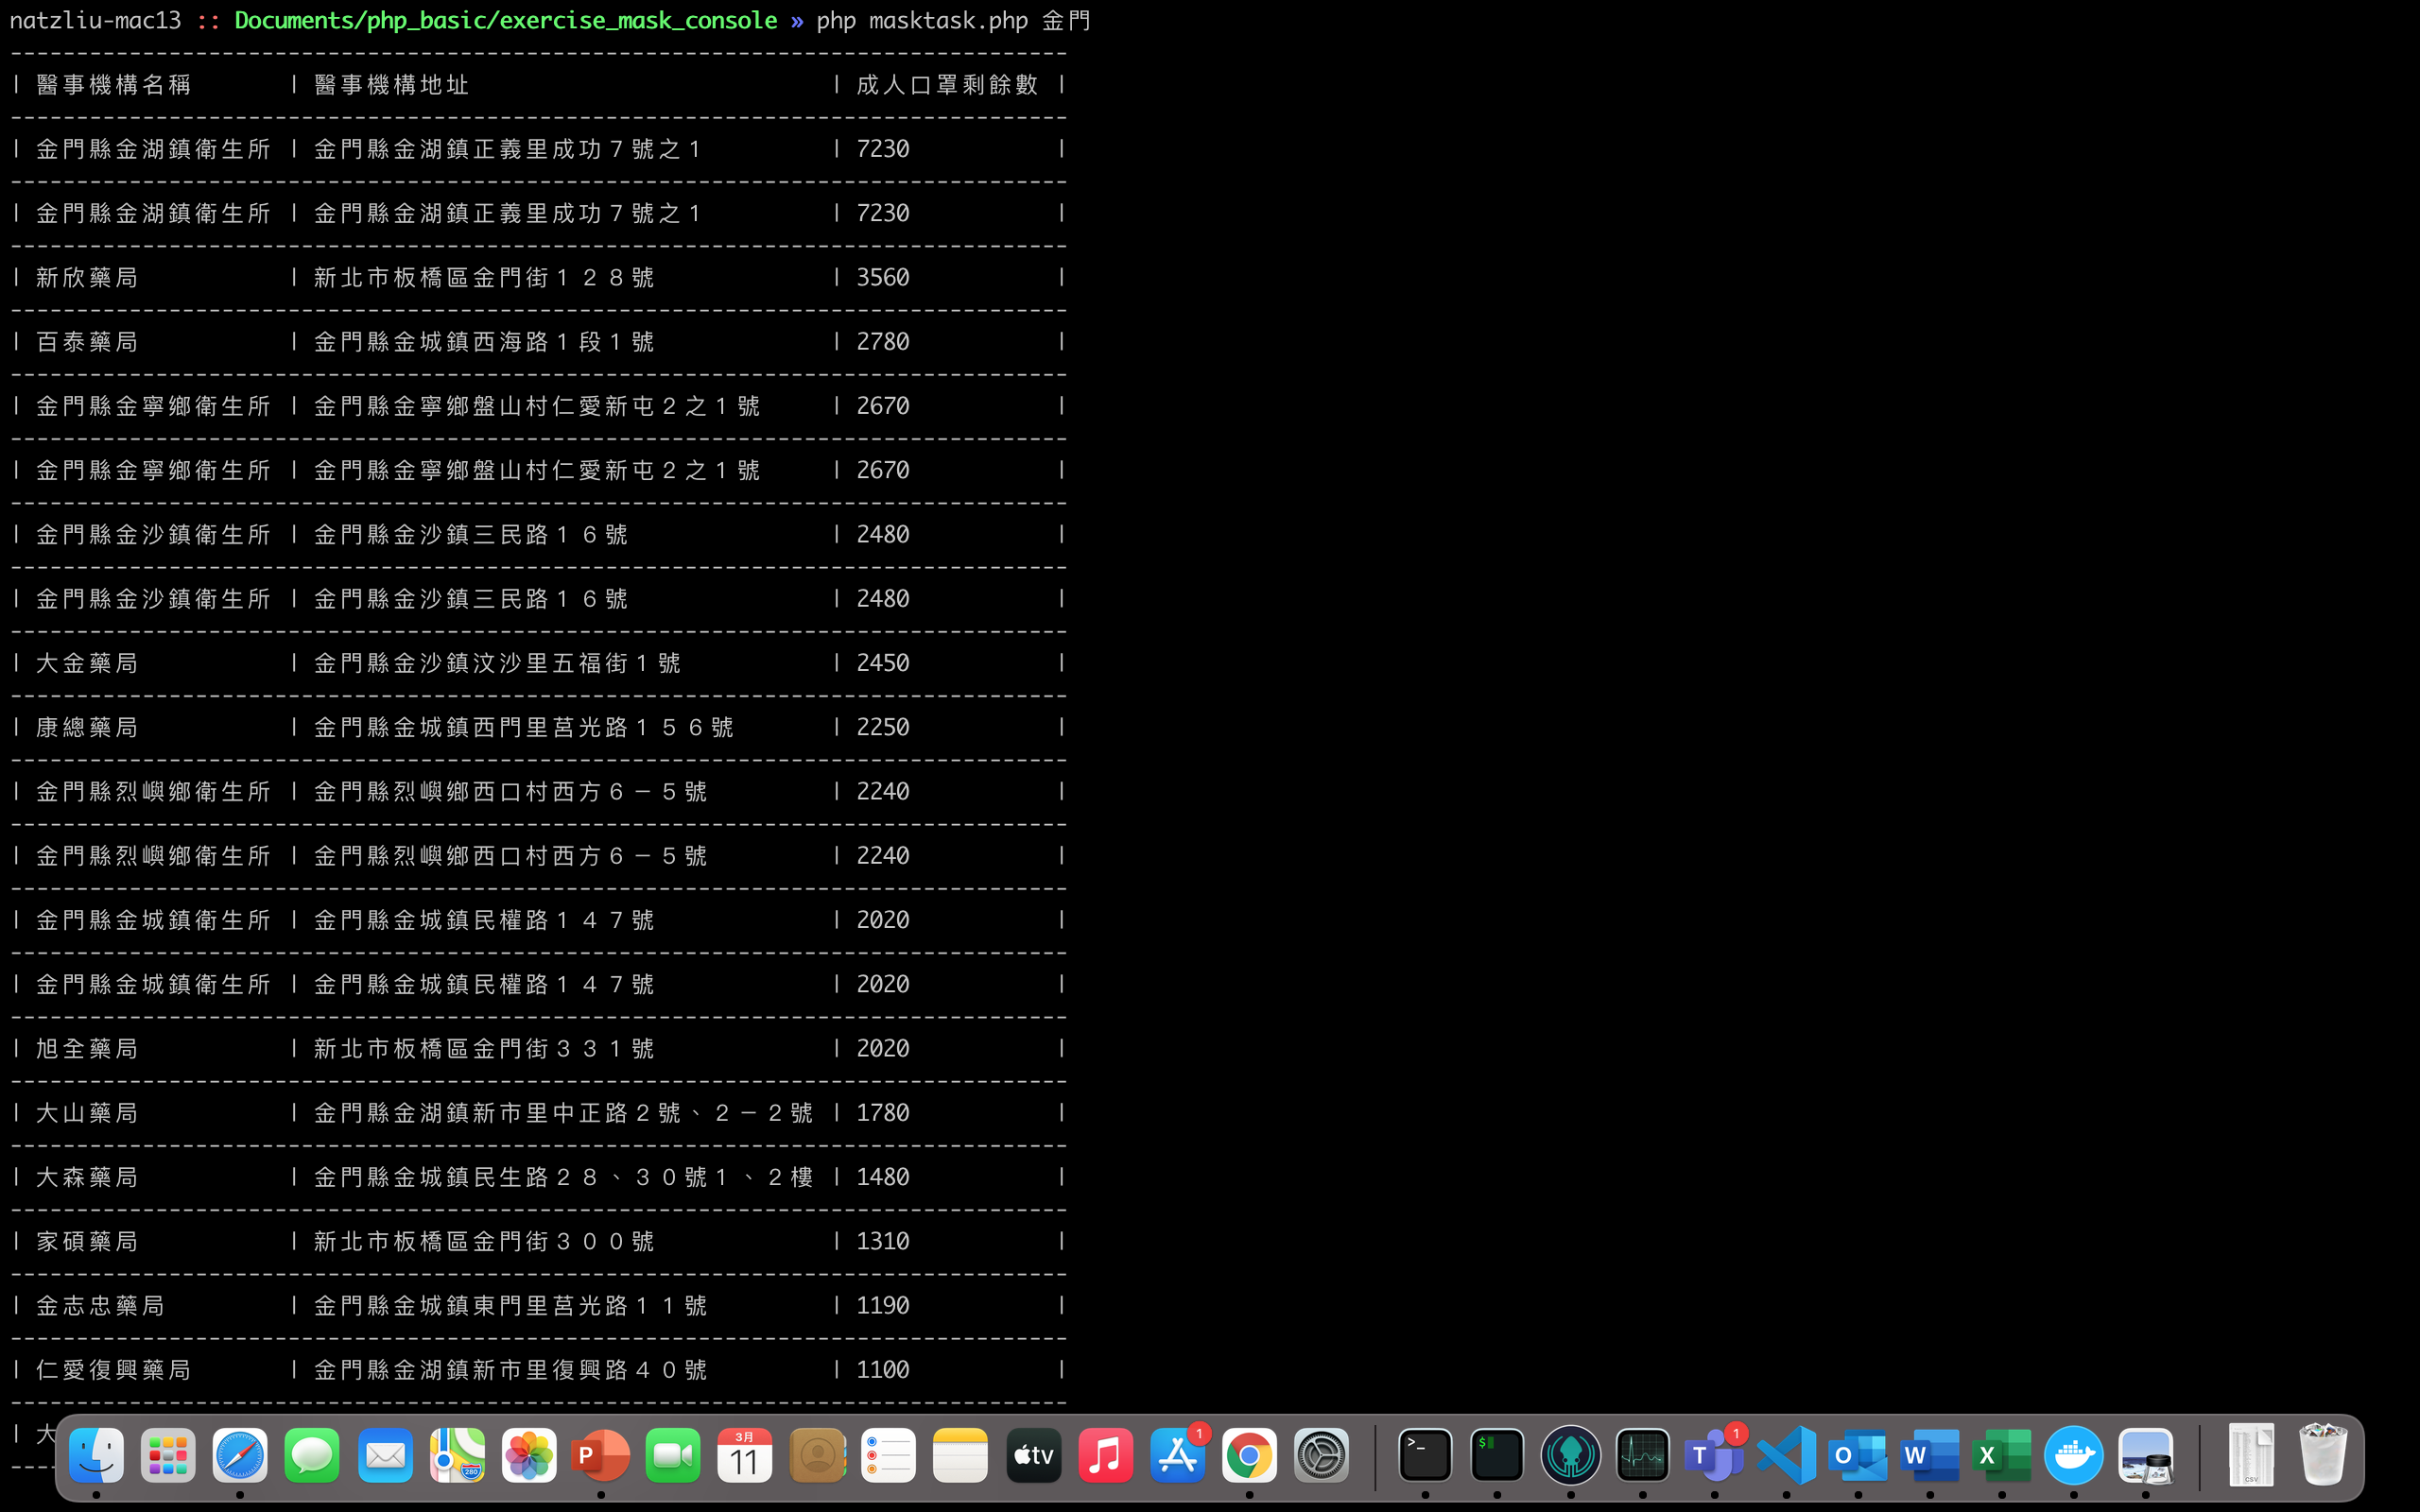 natzliu-mac13 :: Documents/php_basic/exercise_mask_console » php masktask.php 金門
--------------------------------------------------------------------------------
| 醫事機構名稱 | 醫事機構地址 | 成人口罩剩餘數 |
--------------------------------------------------------------------------------
| 金門縣金湖鎮衛生所 | 金門縣金湖鎮正義里成功７號之１ | 7230 |
--------------------------------------------------------------------------------
| 金門縣金湖鎮衛生所 | 金門縣金湖鎮正義里成功７號之１ | 7230 |
--------------------------------------------------------------------------------
| 新欣藥局 | 新北市板橋區金門街１２８號 | 3560 |
--------------------------------------------------------------------------------
| 百泰藥局 | 金門縣金城鎮西海路１段１號 | 2780 |
--------------------------------------------------------------------------------
| 金門縣金寧鄉衛生所 | 金門縣金寧鄉盤山村仁愛新屯２之１號 | 2670 |
--------------------------------------------------------------------------------
| 金門縣金寧鄉衛生所 | 金門縣金寧鄉盤山村仁愛新屯２之１號 | 2670 |
--------------------------------------------------------------------------------
| 金門縣金沙鎮衛生所 | 金門縣金沙鎮三民路１６號 | 2480 |
--------------------------------------------------------------------------------
| 金門縣金沙鎮衛生所 | 金門縣金沙鎮三民路１６號 | 2480 |
--------------------------------------------------------------------------------
| 大金藥局 | 金門縣金沙鎮汶沙里五福街１號 | 2450 |
--------------------------------------------------------------------------------
| 康總藥局 | 金門縣金城鎮西門里莒光路１５６號 | 2250 |
--------------------------------------------------------------------------------
| 金門縣烈嶼鄉衛生所 | 金門縣烈嶼鄉西口村西方６－５號 | 2240 |
--------------------------------------------------------------------------------
| 金門縣烈嶼鄉衛生所 | 金門縣烈嶼鄉西口村西方６－５號 | 2240 |
--------------------------------------------------------------------------------
| 金門縣金城鎮衛生所 | 金門縣金城鎮民權路１４７號 | 2020 |
--------------------------------------------------------------------------------
| 金門縣金城鎮衛生所 | 金門縣金城鎮民權路１４７號 | 2020 |
--------------------------------------------------------------------------------
| 旭全藥局 | 新北市板橋區金門街３３１號 | 2020 |
--------------------------------------------------------------------------------
| 大山藥局 | 金門縣金湖鎮新市里中正路２號、２－２號 | 1780 |
--------------------------------------------------------------------------------
| 大森藥局 | 金門縣金城鎮民生路２８、３０號１、２樓 | 1480 |
--------------------------------------------------------------------------------
| 家碩藥局 | 新北市板橋區金門街３００號 | 1310 |
--------------------------------------------------------------------------------
| 金志忠藥局 | 金門縣金城鎮東門里莒光路１１號 | 1190 |
--------------------------------------------------------------------------------
| 仁愛復興藥局 | 金門縣金湖鎮新市里復興路４０號 | 1100 |
--------------------------------------------------------------------------------
| 大
280
P
3月
11
tv
1
>_
$
T
1
O
W
X
CSV